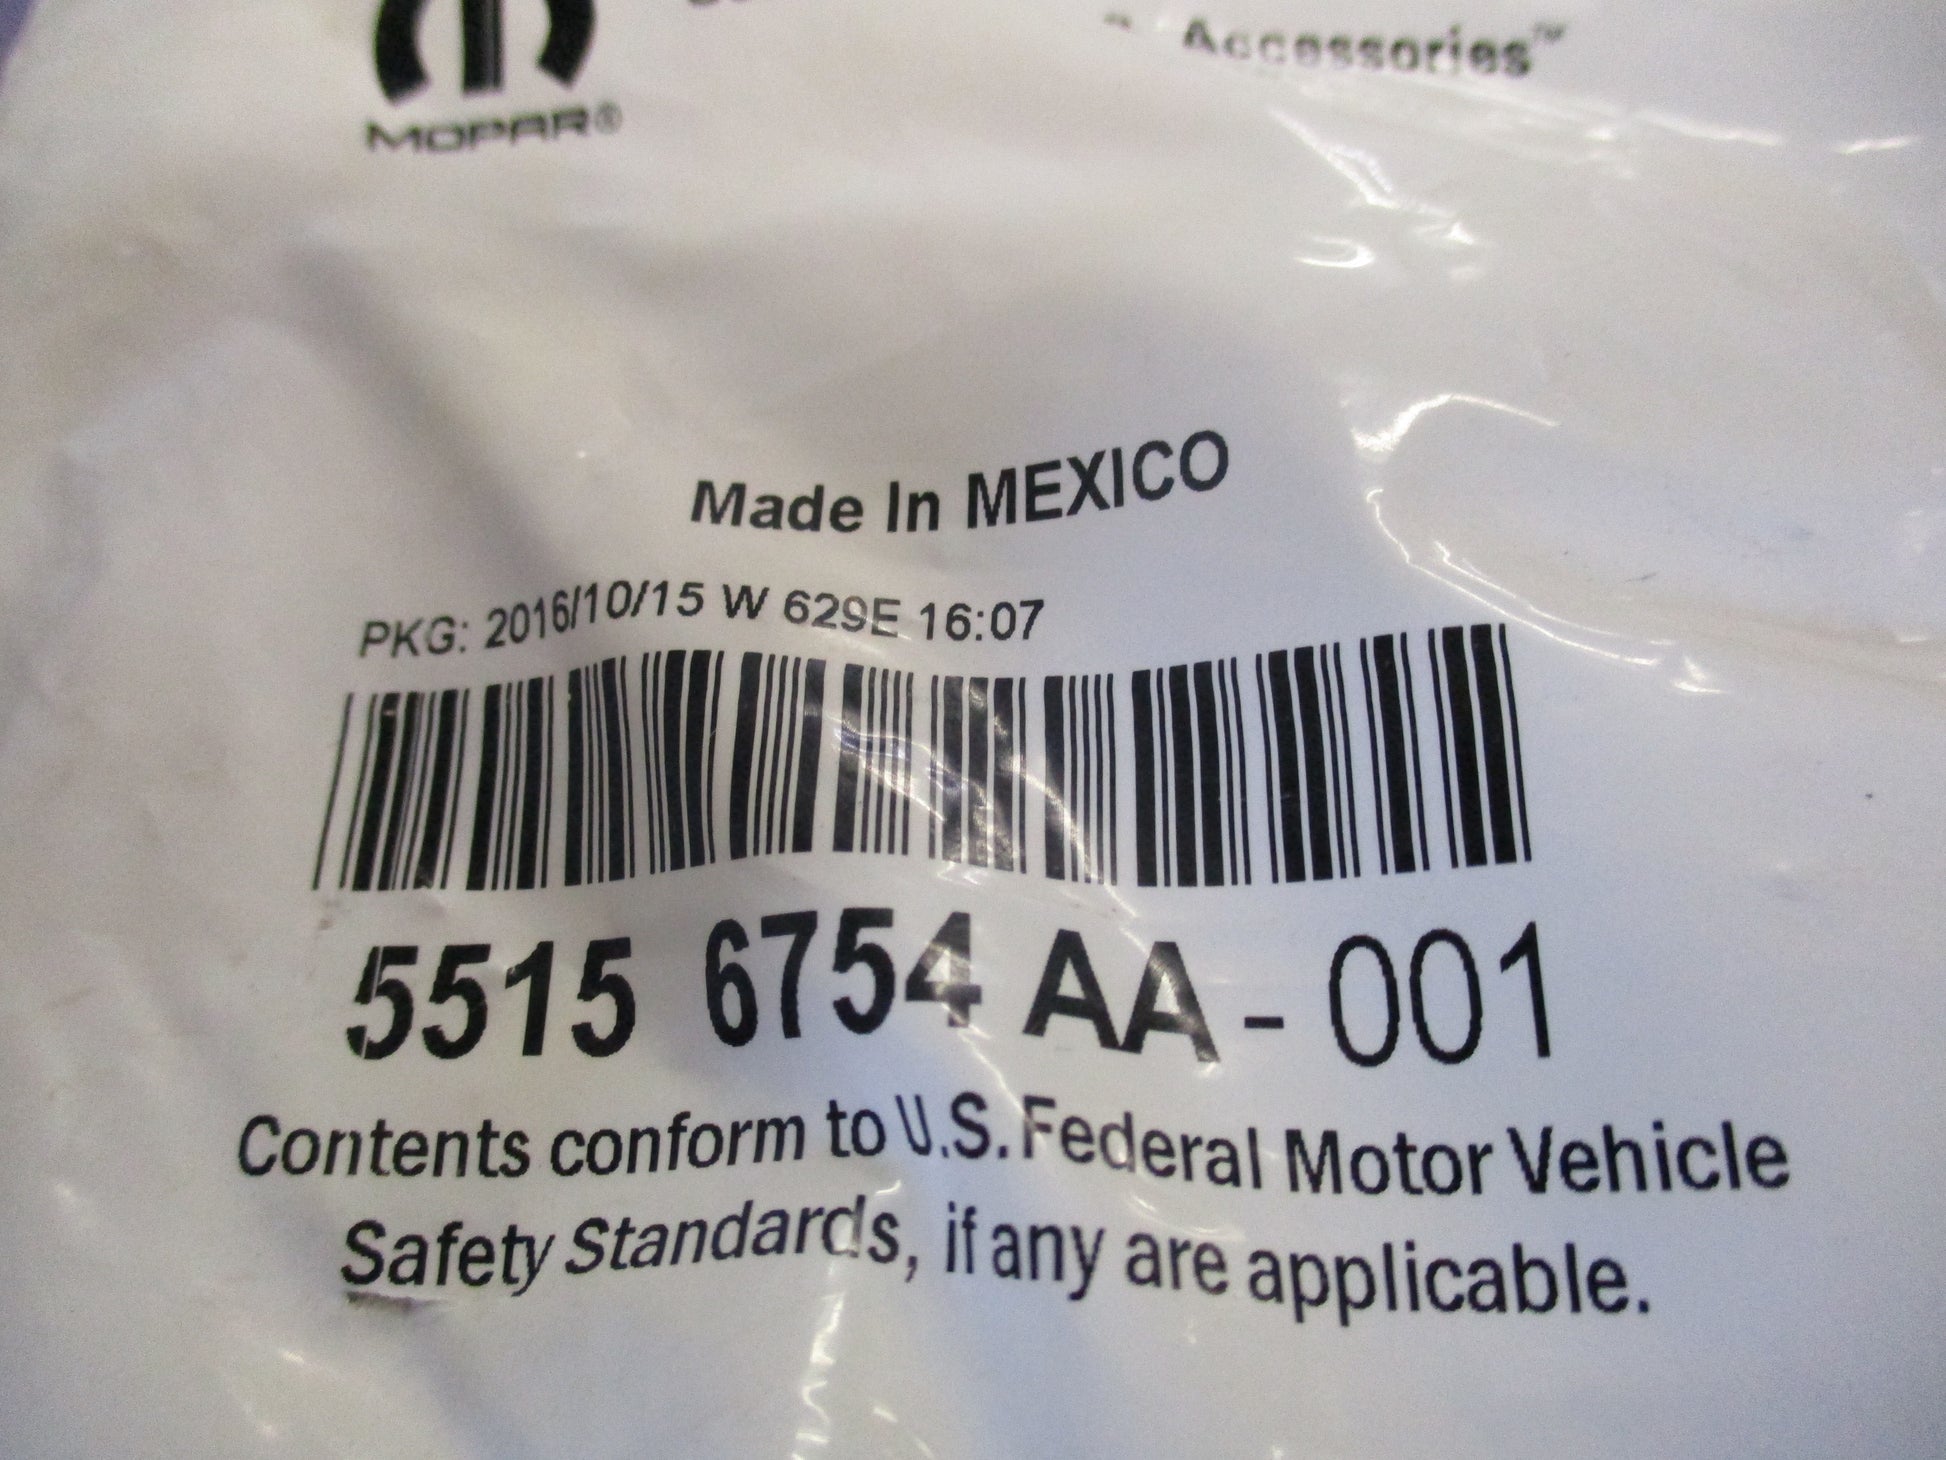 Accessories™
MOPAR®
Made In MEXICO
PKG: 2016/10/15 W 629E 16:07
5515 6754 AA - 001
Contents conform to U.S. Federal Motor Vehicle
Safety Standards, if any are applicable.